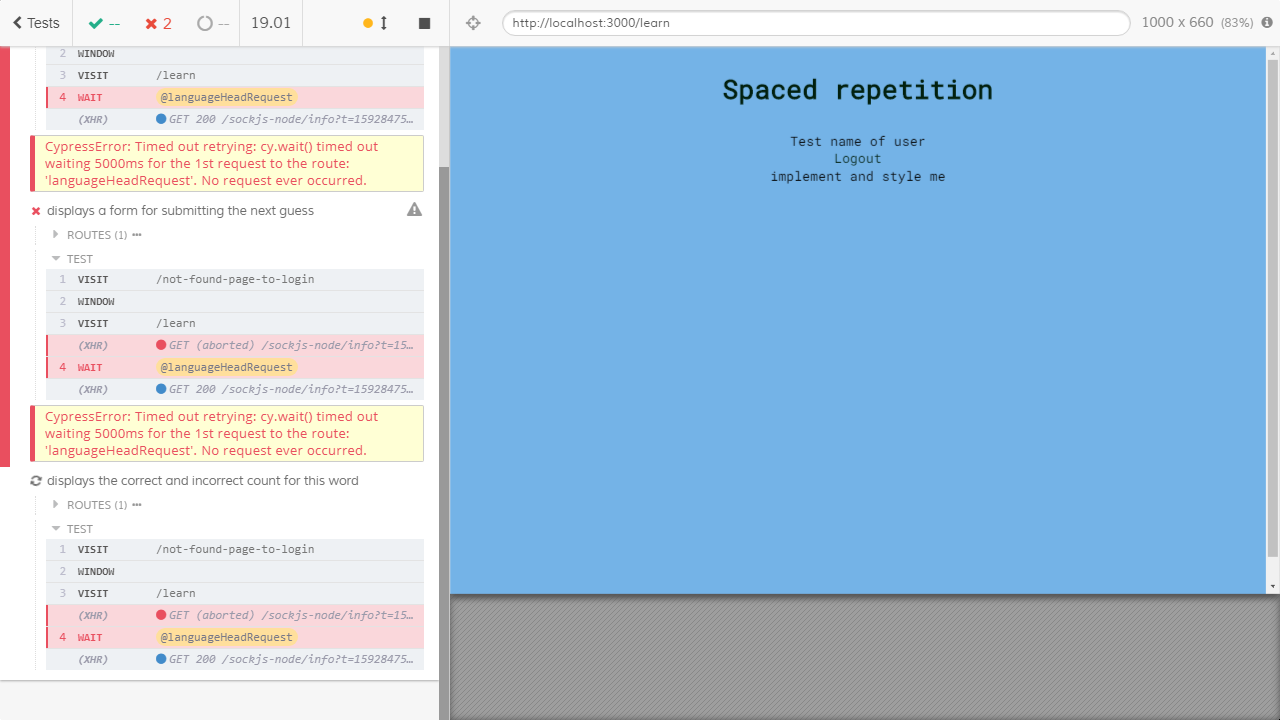 Tests
--
2
--
19.01
http://localhost:3000/learn
1000 x 660 (83%)
2 WINDOW
3 VISIT /learn
4 WAIT @languageHeadRequest
(XHR) GET 200 /sockjs-node/info?t=15928475…
CypressError: Timed out retrying: cy.wait() timed out
waiting 5000ms for the 1st request to the route:
'languageHeadRequest'. No request ever occurred.
displays a form for submitting the next guess
ROUTES (1)
TEST
1 VISIT /not-found-page-to-login
2 WINDOW
3 VISIT /learn
(XHR) GET (aborted) /sockjs-node/info?t=15…
4 WAIT @languageHeadRequest
(XHR) GET 200 /sockjs-node/info?t=15928475…
CypressError: Timed out retrying: cy.wait() timed out
waiting 5000ms for the 1st request to the route:
'languageHeadRequest'. No request ever occurred.
displays the correct and incorrect count for this word
ROUTES (1)
TEST
1 VISIT /not-found-page-to-login
2 WINDOW
3 VISIT /learn
(XHR) GET (aborted) /sockjs-node/info?t=15…
4 WAIT @languageHeadRequest
(XHR) GET 200 /sockjs-node/info?t=15928475…
Spaced repetition
Test name of user
Logout
implement and style me